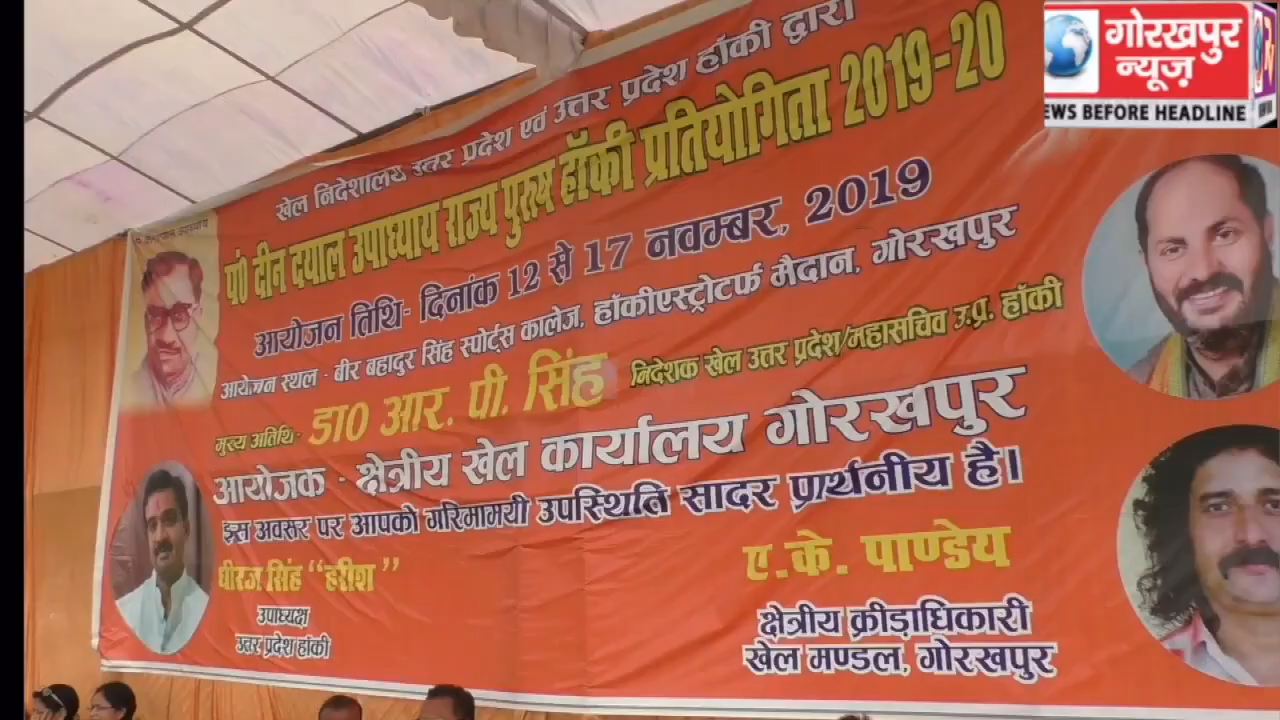 गोरखपुर
न्यूज़
EWS BEFORE HEADLINE
खेल निदेशालय उत्तर प्रदेश एवं उत्तर प्रदेश हॉकी द्वारा
पं0 दीन दयाल उपाध्याय राज्य पुरुष हॉकी प्रतियोगिता 2019-20
आयोजन तिथि- दिनांक 12 से 17 नवम्बर, 2019
आयोजन स्थल - बीर बहादुर सिंह स्पोर्ट्स कालेज, हॉकीएस्ट्रोटर्फ मैदान, गोरखपुर
मुख्य अतिथि- डा0 आर. पी. सिंह निदेशक खेल उत्तर प्रदेश/महासचिव उ.प्र. हॉकी
आयोजक - क्षेत्रीय खेल कार्यालय गोरखपुर
इस अवसर पर आपको गरिमामयी उपस्थिति सादर प्रार्थनीय है।
धीरज सिंह “हरीश”
उपाध्यक्ष
उत्तर प्रदेश हॉकी
ए.के. पाण्डेय
क्षेत्रीय क्रीड़ाधिकारी
खेल मण्डल, गोरखपुर